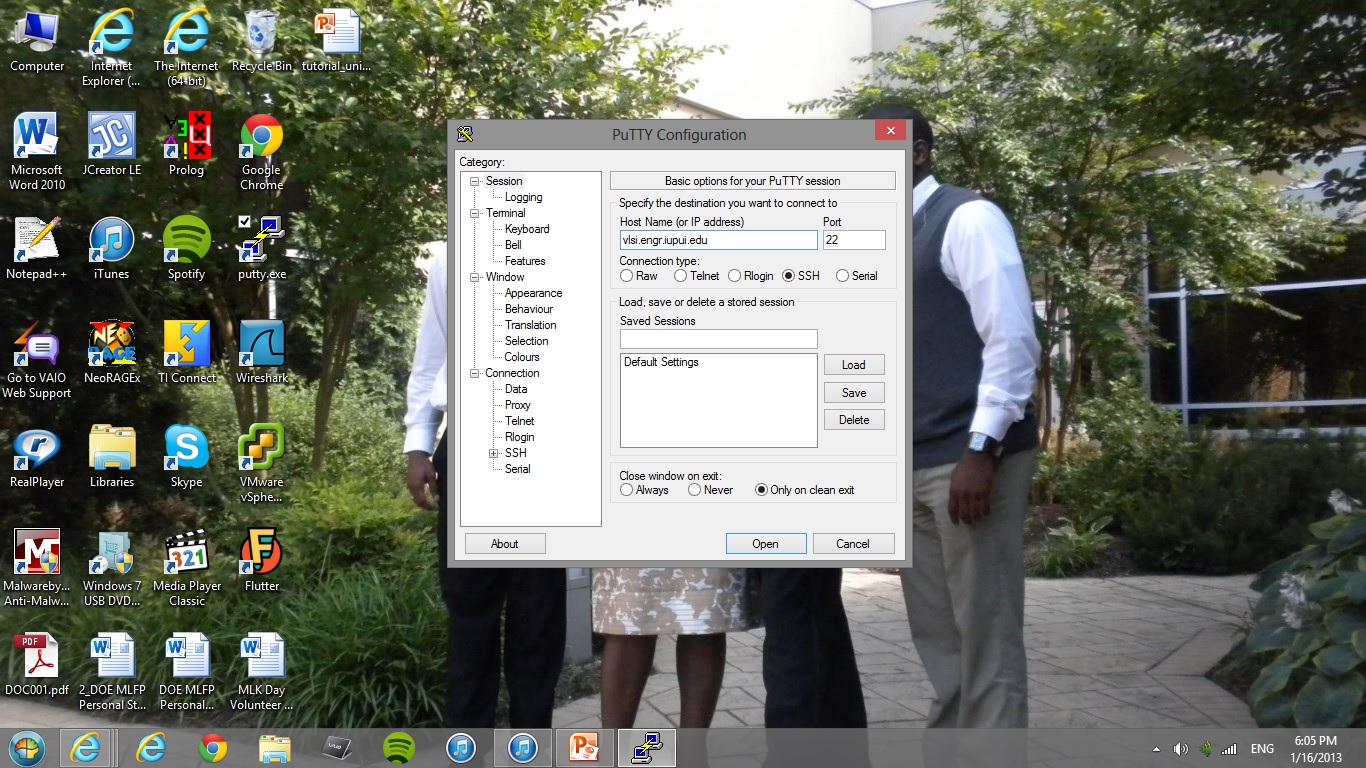 Computer
Internet
Explorer (...
The Internet
(64-bit)
Recycle Bin
tutorial_uni...
Microsoft
Word 2010
JCreator LE
Prolog
Google
Chrome
Notepad++
iTunes
Spotify
putty.exe
Go to VAIO
Web Support
NeoRAGEx
TI Connect
Wireshark
RealPlayer
Libraries
Skype
VMware
vSphe...
Malwareby...
Anti-Malw...
Windows 7
USB DVD...
Media Player
Classic
Flutter
DOC001.pdf
2_DOE MLFP
Personal St...
DOE MLFP
Personal...
MLK Day
Volunteer ...
PuTTY Configuration
Category:
Session
Logging
Terminal
Keyboard
Bell
Features
Window
Appearance
Behaviour
Translation
Selection
Colours
Connection
Data
Proxy
Telnet
Rlogin
SSH
Serial
Basic options for your PuTTY session
Specify the destination you want to connect to
Host Name (or IP address) Port
vlsi.engr.iupui.edu 22
Connection type:
Raw Telnet Rlogin SSH Serial
Load, save or delete a stored session
Saved Sessions
Default Settings
Load
Save
Delete
Close window on exit:
Always Never Only on clean exit
About Open Cancel
ENG
6:05 PM
1/16/2013